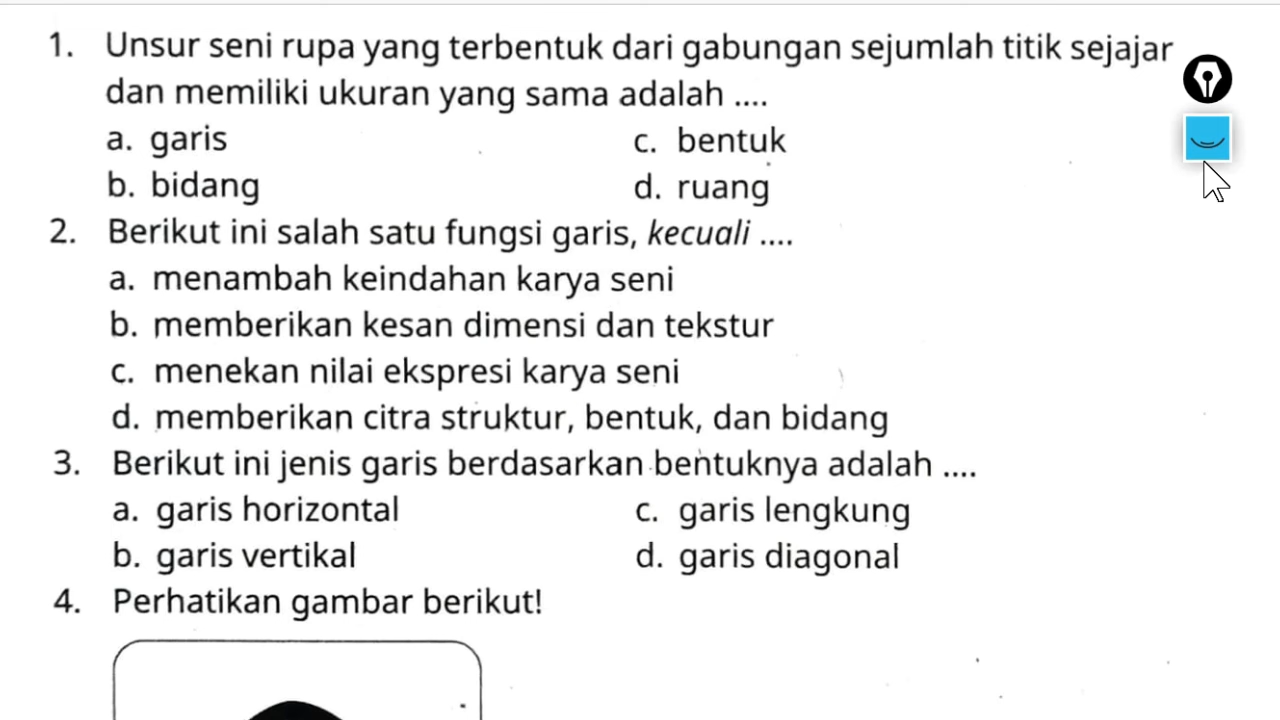 1. Unsur seni rupa yang terbentuk dari gabungan sejumlah titik sejajar
dan memiliki ukuran yang sama adalah ....
a. garis
c. bentuk
b. bidang
d. ruang
2. Berikut ini salah satu fungsi garis, kecuali ....
a. menambah keindahan karya seni
b. memberikan kesan dimensi dan tekstur
c. menekan nilai ekspresi karya seni
d. memberikan citra struktur, bentuk, dan bidang
3. Berikut ini jenis garis berdasarkan bentuknya adalah ....
a. garis horizontal
c. garis lengkung
b. garis vertikal
d. garis diagonal
4. Perhatikan gambar berikut!